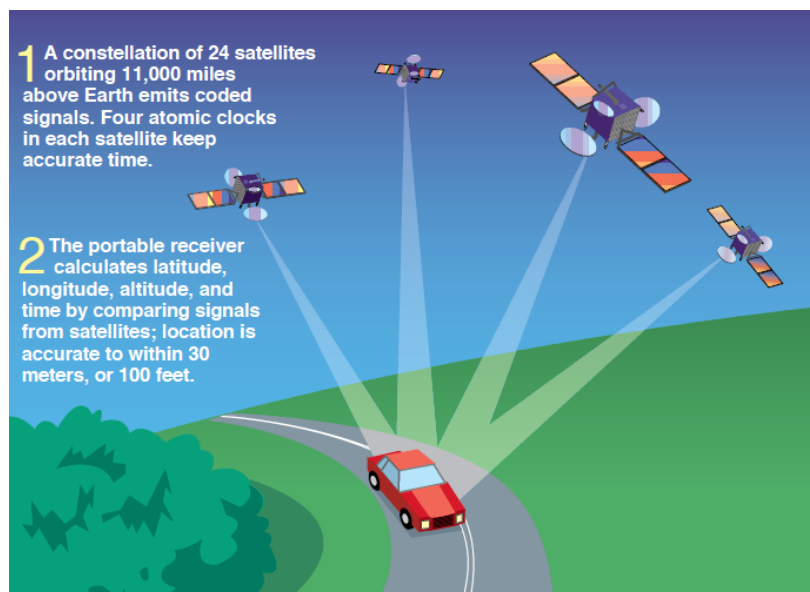 1 A constellation of 24 satellites
orbiting 11,000 miles
above Earth emits coded
signals. Four atomic clocks
in each satellite keep
accurate time.
2 The portable receiver
calculates latitude,
longitude, altitude, and
time by comparing signals
from satellites; location is
accurate to within 30
meters, or 100 feet.